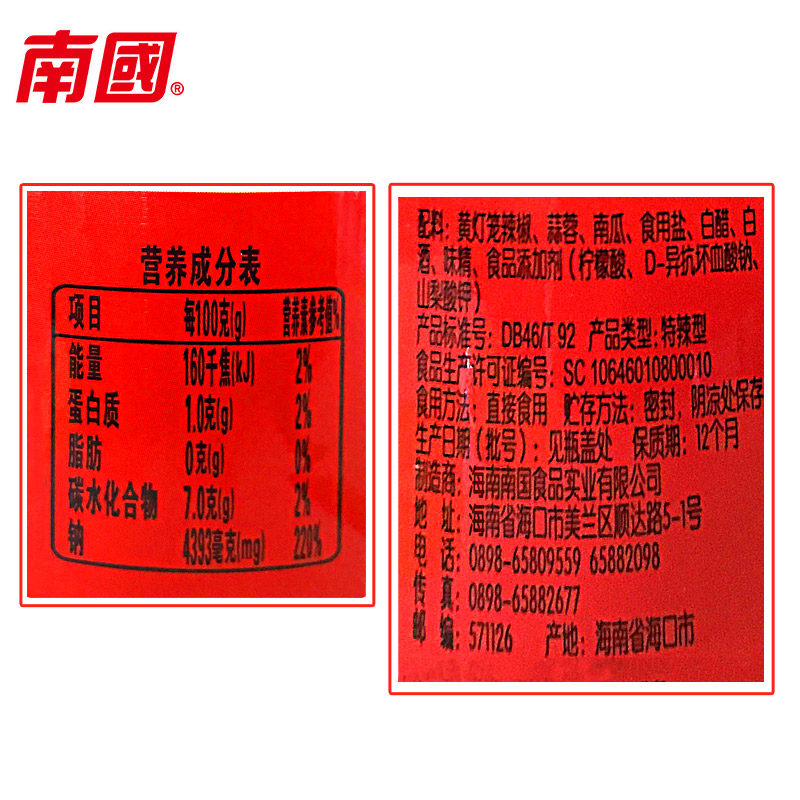 南國®
营养成分表
项目 每100克(g) 营养素参考值%
能量 160千焦(kJ) 2%
蛋白质 1.0克(g) 2%
脂肪 0克(g) 0%
碳水化合物 7.0克(g) 2%
钠 4393毫克(mg) 220%
配料：黄灯笼辣椒、蒜蓉、南瓜、食用盐、白醋、白
酒、味精、食品添加剂（柠檬酸、D-异抗坏血酸钠、
山梨酸钾）
产品标准号：DB46/T 92 产品类型：特辣型
食品生产许可证编号：SC 10646010800010
食用方法：直接食用 贮存方法：密封，阴凉处保存
生产日期（批号）：见瓶盖处 保质期：12个月
制造商：海南南国食品实业有限公司
地 址：海南省海口市美兰区顺达路5-1号
电 话：0898-65809559 65882098
传 真：0898-65882677
邮 编：571126 产地：海南省海口市